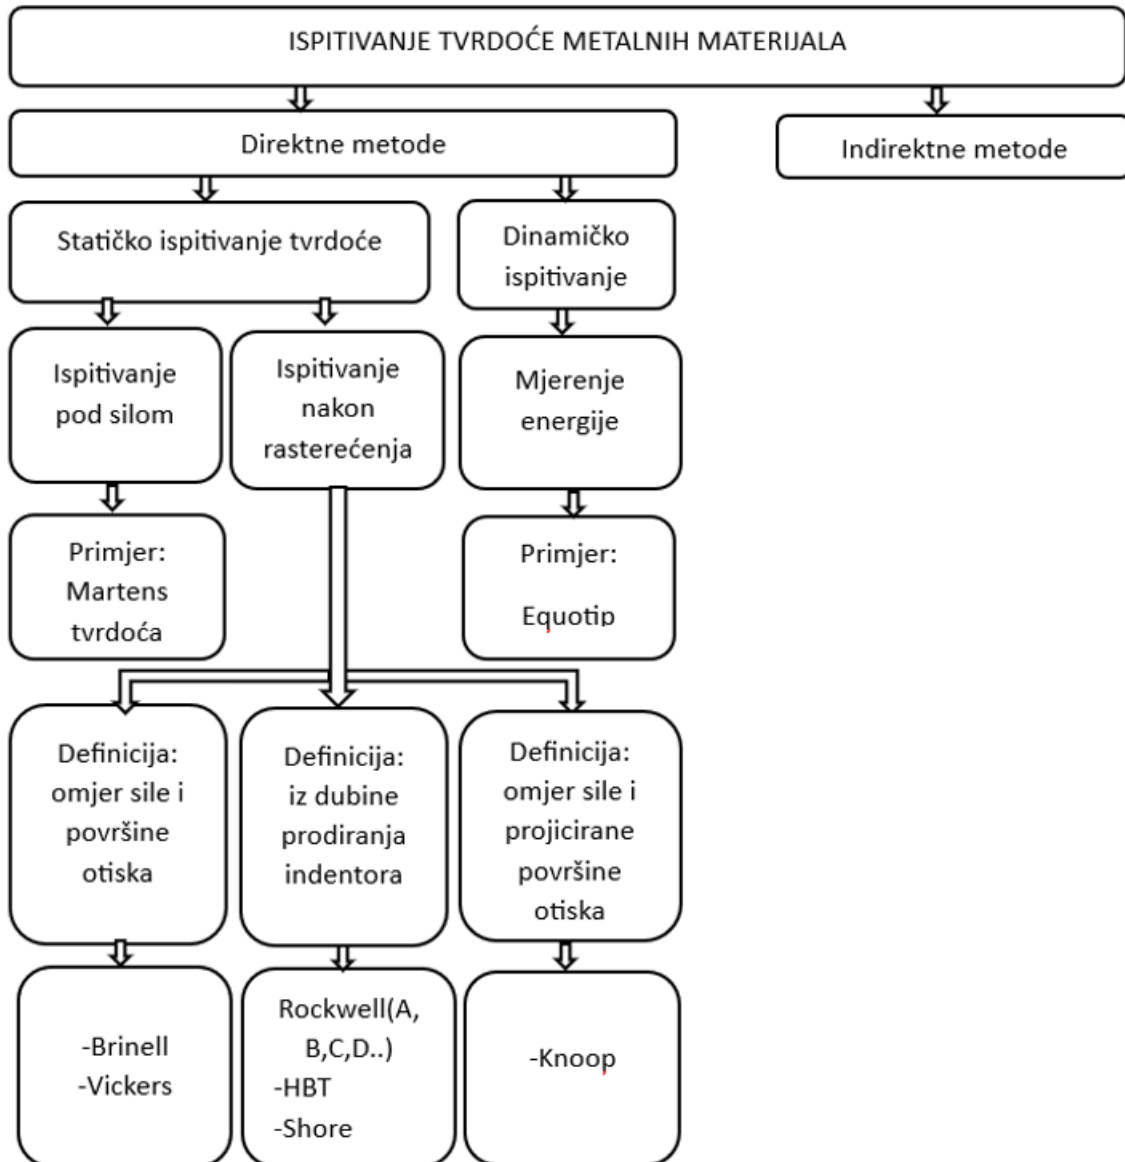 ISPITIVANJE TVRDOĆE METALNIH MATERIJALA
Direktne metode
Indirektne metode
Statičko ispitivanje tvrdoće
Dinamičko
ispitivanje
Ispitivanje
pod silom
Ispitivanje
nakon
rasterećenja
Mjerenje
energije
Primjer:
Martens
tvrdoća
Primjer:
Equotip
Definicija:
omjer sile i
površine
otiska
Definicija:
iz dubine
prodiranja
indentora
Definicija:
omjer sile i
projicirane
površine
otiska
-Brinell
-Vickers
Rockwell(A,
B,C,D..)
-HBT
-Shore
-Knoop